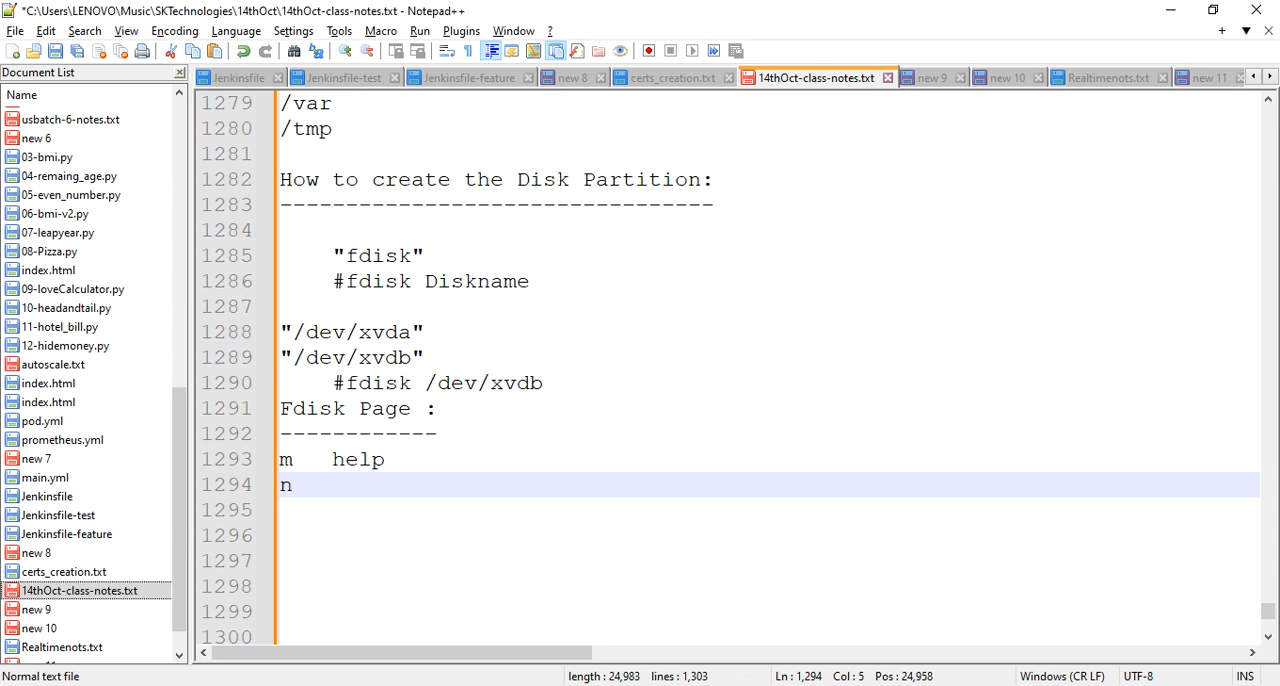 *C:\Users\LENOVO\Music\SKTechnologies\14thOct\14thOct-class-notes.txt - Notepad++
File Edit Search View Encoding Language Settings Tools Macro Run Plugins Window ?
+ ▼ X
Document List
Jenkinsfile Jenkinsfile-test Jenkinsfile-feature new 8 certs_creation.txt 14thOct-class-notes.txt new 9 new 10 Realtimenots.txt new 11
Name
usbatch-6-notes.txt
new 6
03-bmi.py
04-remaing_age.py
05-even_number.py
06-bmi-v2.py
07-leapyear.py
08-Pizza.py
index.html
09-loveCalculator.py
10-headandtail.py
11-hotel_bill.py
12-hidemoney.py
autoscale.txt
index.html
index.html
pod.yml
prometheus.yml
new 7
main.yml
Jenkinsfile
Jenkinsfile-test
Jenkinsfile-feature
new 8
certs_creation.txt
14thOct-class-notes.txt
new 9
new 10
Realtimenots.txt
1279 /var
1280 /tmp
1281
1282 How to create the Disk Partition:
1283 ---------------------------------
1284
1285 "fdisk"
1286 #fdisk Diskname
1287
1288 "/dev/xvda"
1289 "/dev/xvdb"
1290 #fdisk /dev/xvdb
1291 Fdisk Page :
1292 ------------
1293 m help
1294 n
1295
1296
1297
1298
1299
1300
Normal text file length : 24,983 lines : 1,303 Ln : 1,294 Col : 5 Pos : 24,958 Windows (CR LF) UTF-8 INS